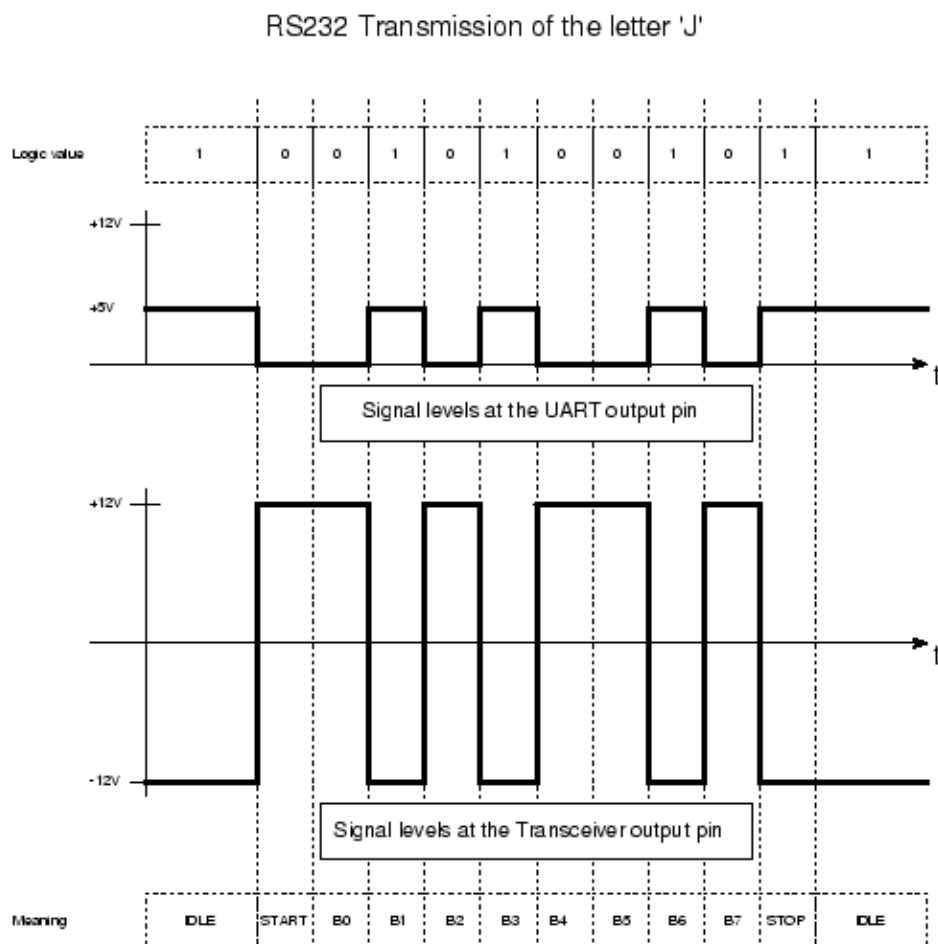 RS232 Transmission of the letter 'J'
Logic value 1 0 0 1 0 1 0 0 1 0 1 1
+12V
+5V
t
Signal levels at the UART output pin
+12V
t
-12V
Signal levels at the Transceiver output pin
Meaning IDLE START B0 B1 B2 B3 B4 B5 B6 B7 STOP IDLE